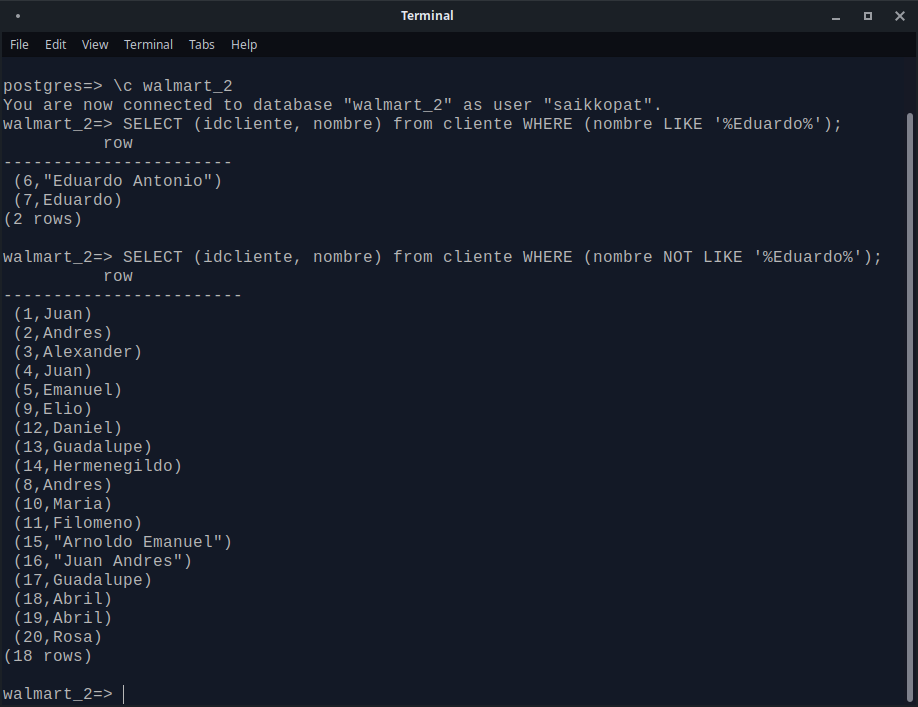 Terminal
File Edit View Terminal Tabs Help
postgres=> \c walmart_2
You are now connected to database "walmart_2" as user "saikkopat".
walmart_2=> SELECT (idcliente, nombre) from cliente WHERE (nombre LIKE '%Eduardo%');
          row
-----------------------
 (6,"Eduardo Antonio")
 (7,Eduardo)
(2 rows)
walmart_2=> SELECT (idcliente, nombre) from cliente WHERE (nombre NOT LIKE '%Eduardo%');
          row
------------------------
 (1,Juan)
 (2,Andres)
 (3,Alexander)
 (4,Juan)
 (5,Emanuel)
 (9,Elio)
 (12,Daniel)
 (13,Guadalupe)
 (14,Hermenegildo)
 (8,Andres)
 (10,Maria)
 (11,Filomeno)
 (15,"Arnoldo Emanuel")
 (16,"Juan Andres")
 (17,Guadalupe)
 (18,Abril)
 (19,Abril)
 (20,Rosa)
(18 rows)
walmart_2=>